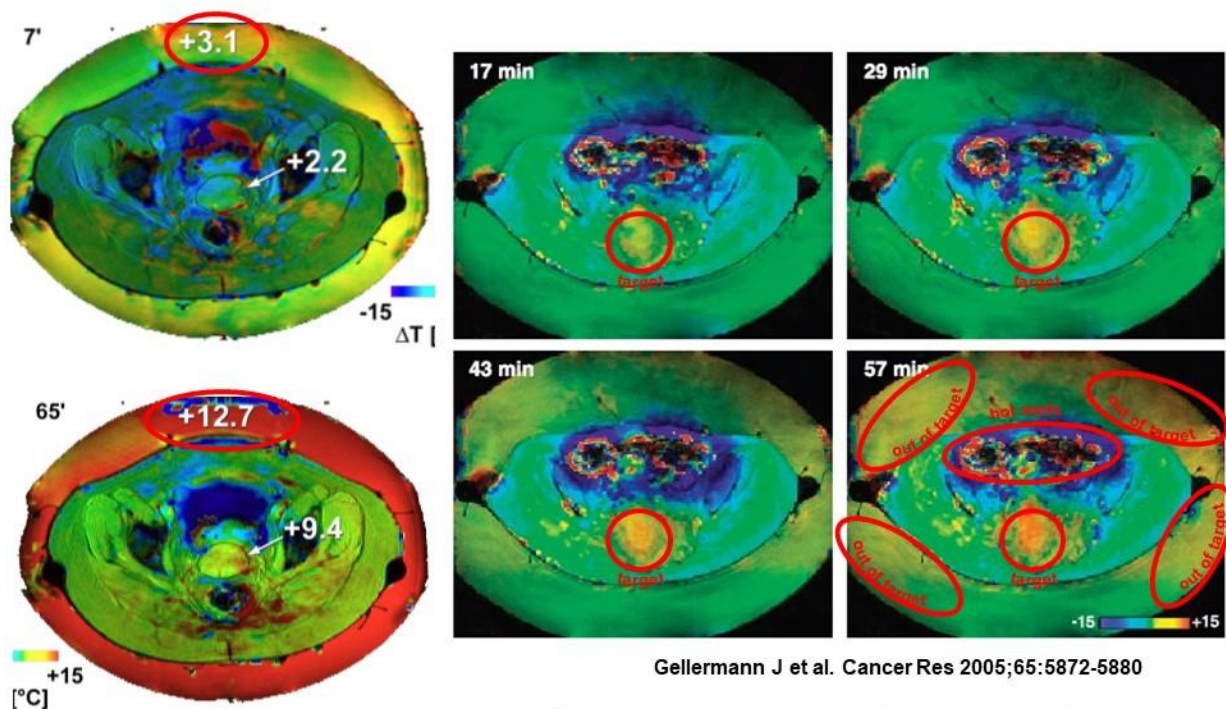 7'
+3.1
+2.2
-15
ΔT [
65'
+12.7
+9.4
+15
[°C]
17 min
target
29 min
target
43 min
target
57 min
out of target
hot spots
out of target
out of target
target
out of target
-15
+15
Gellermann J et al. Cancer Res 2005;65:5872-5880